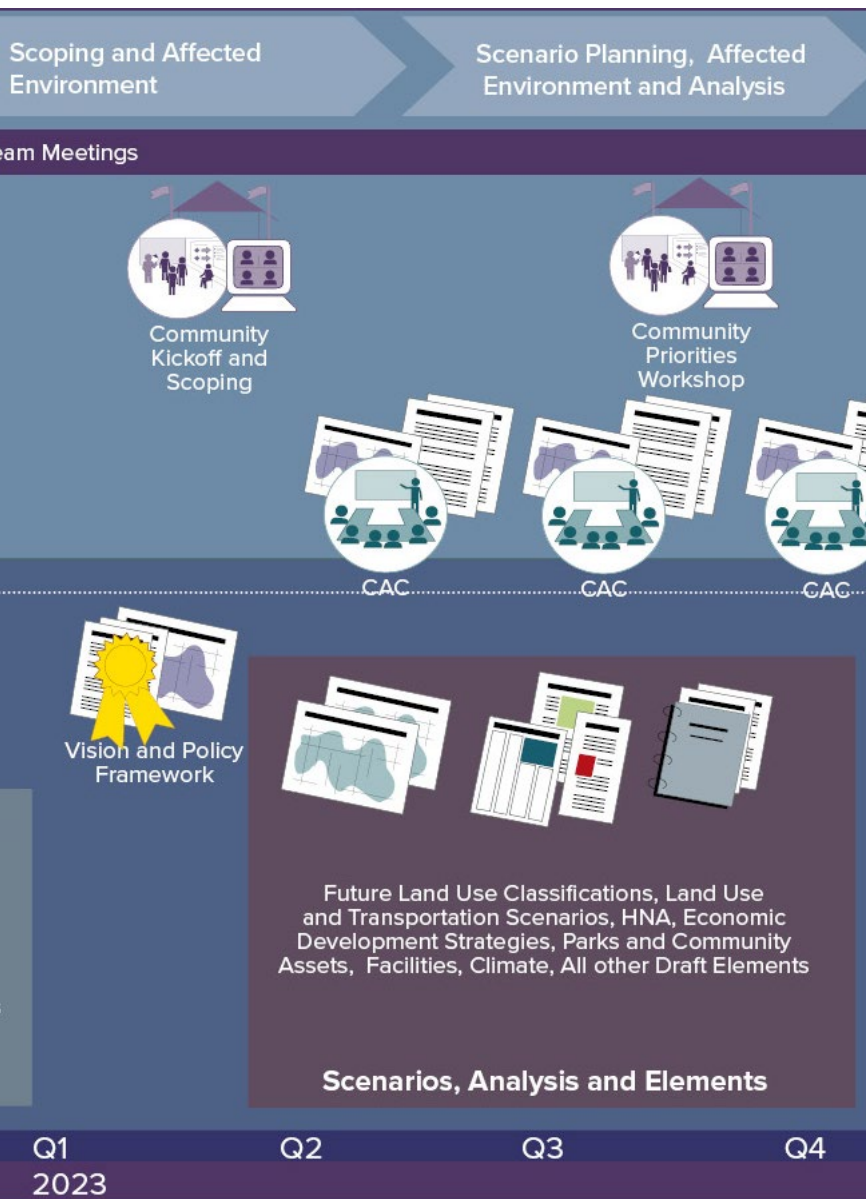 Scoping and Affected
Environment
Scenario Planning, Affected
Environment and Analysis
eam Meetings
Community
Kickoff and
Scoping
Community
Priorities
Workshop
CAC
CAC
CAC
Vision and Policy
Framework
Future Land Use Classifications, Land Use
and Transportation Scenarios, HNA, Economic
Development Strategies, Parks and Community
Assets, Facilities, Climate, All other Draft Elements
s
Scenarios, Analysis and Elements
Q1
Q2
Q3
Q4
2023